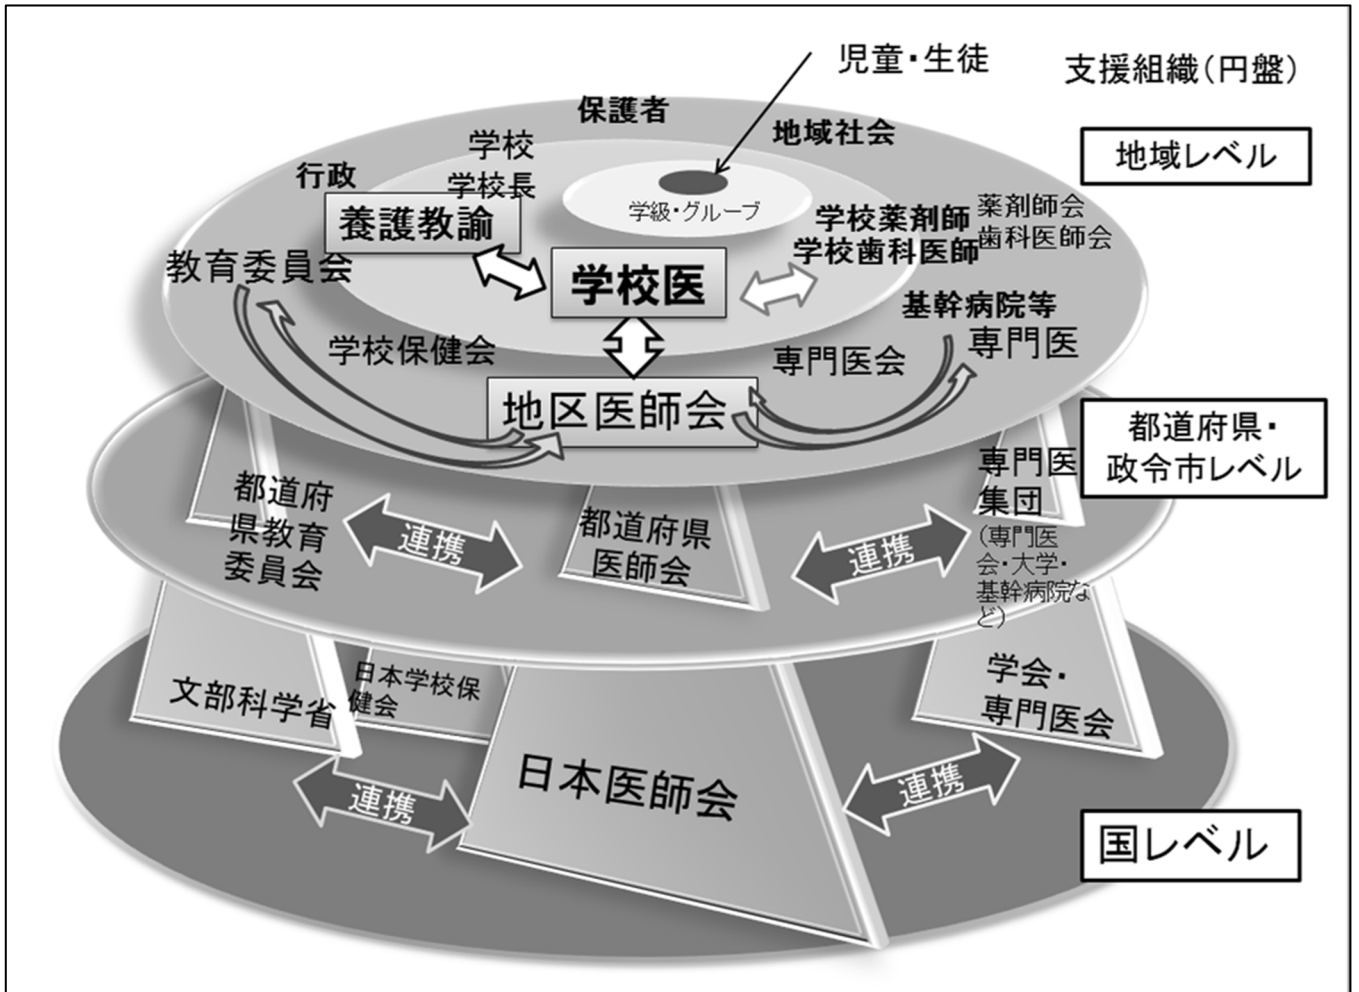 児童・生徒
支援組織（円盤）
保護者
地域社会
地域レベル
学校
学校長
行政
学級・グループ
養護教諭
学校薬剤師
学校歯科医師
薬剤師会
歯科医師会
教育委員会
学校医
基幹病院等
専門医
学校保健会
専門医会
地区医師会
都道府県・
政令市レベル
都道府
県教育
委員会
連携
都道府県
医師会
連携
専門医
集団
（専門医
会・大学・
基幹病院な
ど）
文部科学省
日本学校保
健会
学会・
専門医会
日本医師会
連携
連携
国レベル